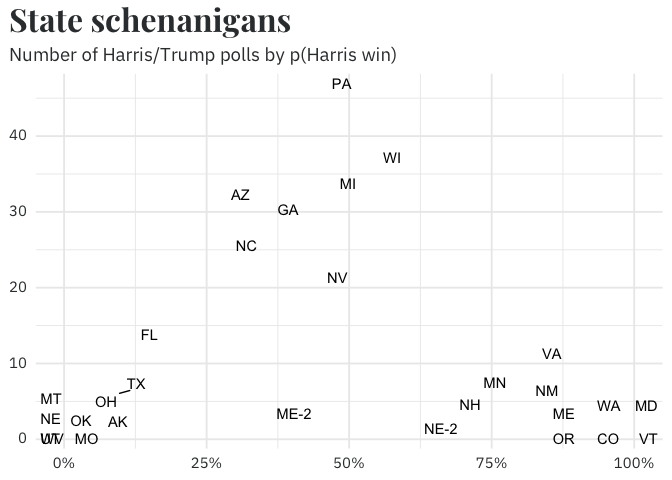 State schenanigans
Number of Harris/Trump polls by p(Harris win)
PA
40
WI
MI
AZ
30
GA
NC
NV
20
FL
VA
10
TX
MN
NM
MT
OH
NH
WA
MD
ME-2
ME
NE
OK
AK
NE-2
0
MO
OR
CO
VT
0%
25%
50%
75%
100%